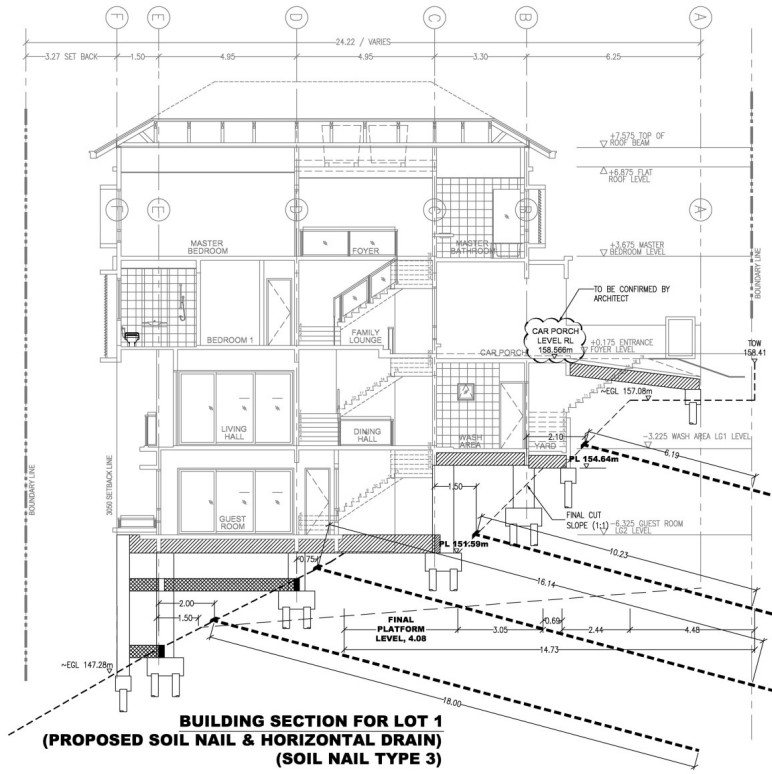 F
E
D
C
B
A
24.22 / VARIES
3.27 SET BACK
1.50
4.95
4.95
3.30
6.25
+7.575 TOP OF
ROOF BEAM
+6.875 FLAT
ROOF LEVEL
F
E
D
C
B
A
MASTER
BEDROOM
FOYER
MASTER
BATHROOM
+3.675 MASTER
BEDROOM LEVEL
BOUNDARY LINE
TO BE CONFIRMED BY
ARCHITECT
BEDROOM 1
FAMILY
LOUNGE
CAR PORCH
CAR PORCH
LEVEL RL
158.566m
+0.175 ENTRANCE
FOYER LEVEL
TOW
158.41
~EGL 157.08m
LIVING
HALL
DINING
HALL
WASH
AREA
YARD
2.10
-3.225 WASH AREA LG1 LEVEL
6.19
PL 154.64m
BOUNDARY LINE
3050 SETBACK LINE
GUEST
ROOM
1.50
FINAL CUT
SLOPE (1:1)
-6.325 GUEST ROOM
LG2 LEVEL
PL 151.59m
10.23
0.75
16.14
2.00
1.50
FINAL
PLATFORM
LEVEL, 4.08
3.05
0.69
2.44
4.48
14.73
~EGL 147.28m
18.00
BUILDING SECTION FOR LOT 1
(PROPOSED SOIL NAIL & HORIZONTAL DRAIN)
(SOIL NAIL TYPE 3)